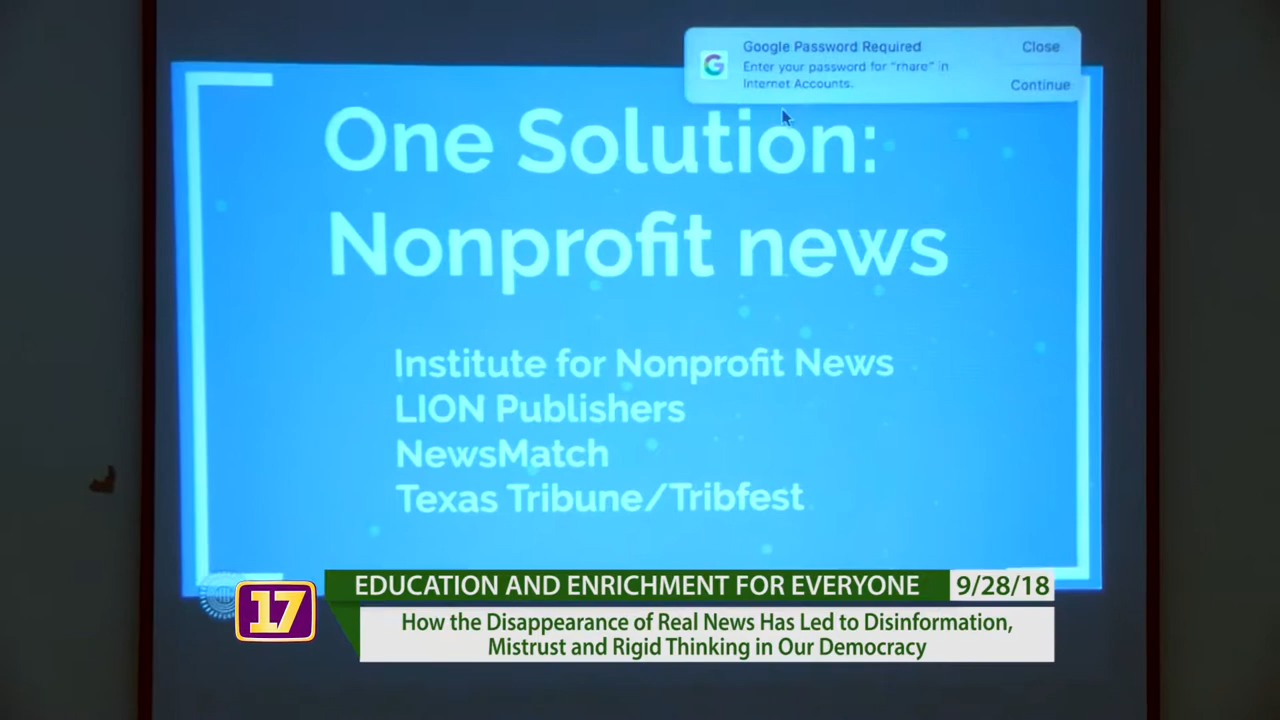 Google Password Required
Close
Enter your password for "rhare" in
Internet Accounts.
Continue
One Solution:
Nonprofit news
Institute for Nonprofit News
LION Publishers
NewsMatch
Texas Tribune/Tribfest
17
EDUCATION AND ENRICHMENT FOR EVERYONE
9/28/18
How the Disappearance of Real News Has Led to Disinformation,
Mistrust and Rigid Thinking in Our Democracy